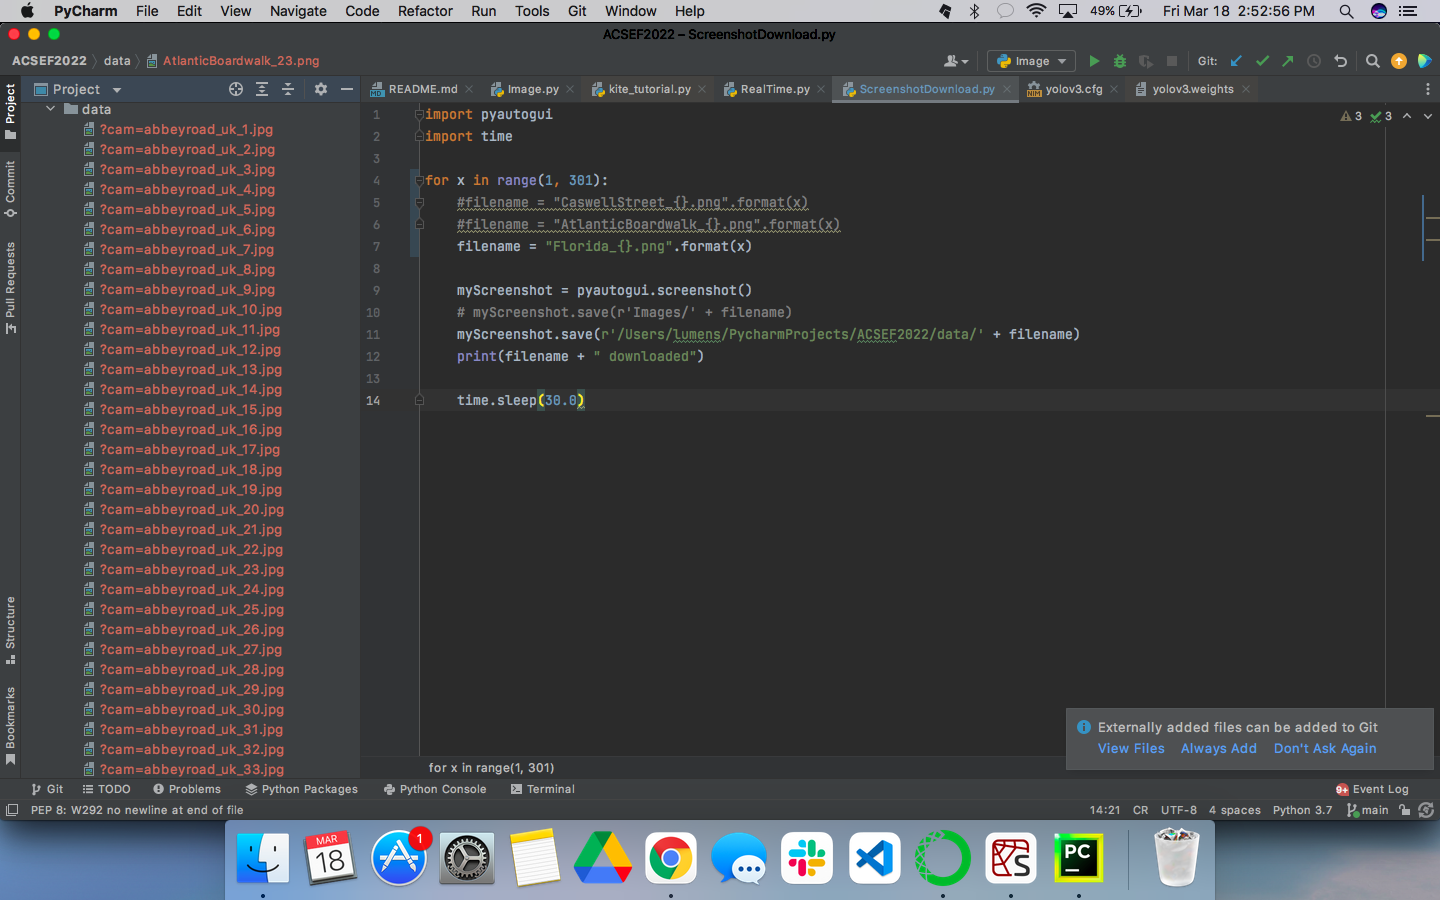 PyCharm File Edit View Navigate Code Refactor Run Tools Git Window Help 49% Fri Mar 18 2:52:56 PM
ACSEF2022 – ScreenshotDownload.py
ACSEF2022 data AtlanticBoardwalk_23.png Image Git:
Project README.md Image.py kite_tutorial.py RealTime.py ScreenshotDownload.py yolov3.cfg yolov3.weights
Project
Commit
Pull Requests
Structure
Bookmarks
data
?cam=abbeyroad_uk_1.jpg
?cam=abbeyroad_uk_2.jpg
?cam=abbeyroad_uk_3.jpg
?cam=abbeyroad_uk_4.jpg
?cam=abbeyroad_uk_5.jpg
?cam=abbeyroad_uk_6.jpg
?cam=abbeyroad_uk_7.jpg
?cam=abbeyroad_uk_8.jpg
?cam=abbeyroad_uk_9.jpg
?cam=abbeyroad_uk_10.jpg
?cam=abbeyroad_uk_11.jpg
?cam=abbeyroad_uk_12.jpg
?cam=abbeyroad_uk_13.jpg
?cam=abbeyroad_uk_14.jpg
?cam=abbeyroad_uk_15.jpg
?cam=abbeyroad_uk_16.jpg
?cam=abbeyroad_uk_17.jpg
?cam=abbeyroad_uk_18.jpg
?cam=abbeyroad_uk_19.jpg
?cam=abbeyroad_uk_20.jpg
?cam=abbeyroad_uk_21.jpg
?cam=abbeyroad_uk_22.jpg
?cam=abbeyroad_uk_23.jpg
?cam=abbeyroad_uk_24.jpg
?cam=abbeyroad_uk_25.jpg
?cam=abbeyroad_uk_26.jpg
?cam=abbeyroad_uk_27.jpg
?cam=abbeyroad_uk_28.jpg
?cam=abbeyroad_uk_29.jpg
?cam=abbeyroad_uk_30.jpg
?cam=abbeyroad_uk_31.jpg
?cam=abbeyroad_uk_32.jpg
?cam=abbeyroad_uk_33.jpg
1 import pyautogui
2 import time
3
4 for x in range(1, 301):
5 #filename = "CaswellStreet_{}.png".format(x)
6 #filename = "AtlanticBoardwalk_{}.png".format(x)
7 filename = "Florida_{}.png".format(x)
8
9 myScreenshot = pyautogui.screenshot()
10 # myScreenshot.save(r'Images/' + filename)
11 myScreenshot.save(r'/Users/lumens/PycharmProjects/ACSEF2022/data/' + filename)
12 print(filename + " downloaded")
13
14 time.sleep(30.0)
3 3
Externally added files can be added to Git
View Files Always Add Don't Ask Again
for x in range(1, 301)
Git TODO Problems Python Packages Python Console Terminal 9+ Event Log
PEP 8: W292 no newline at end of file 14:21 CR UTF-8 4 spaces Python 3.7 main
MAR
18
1
PC